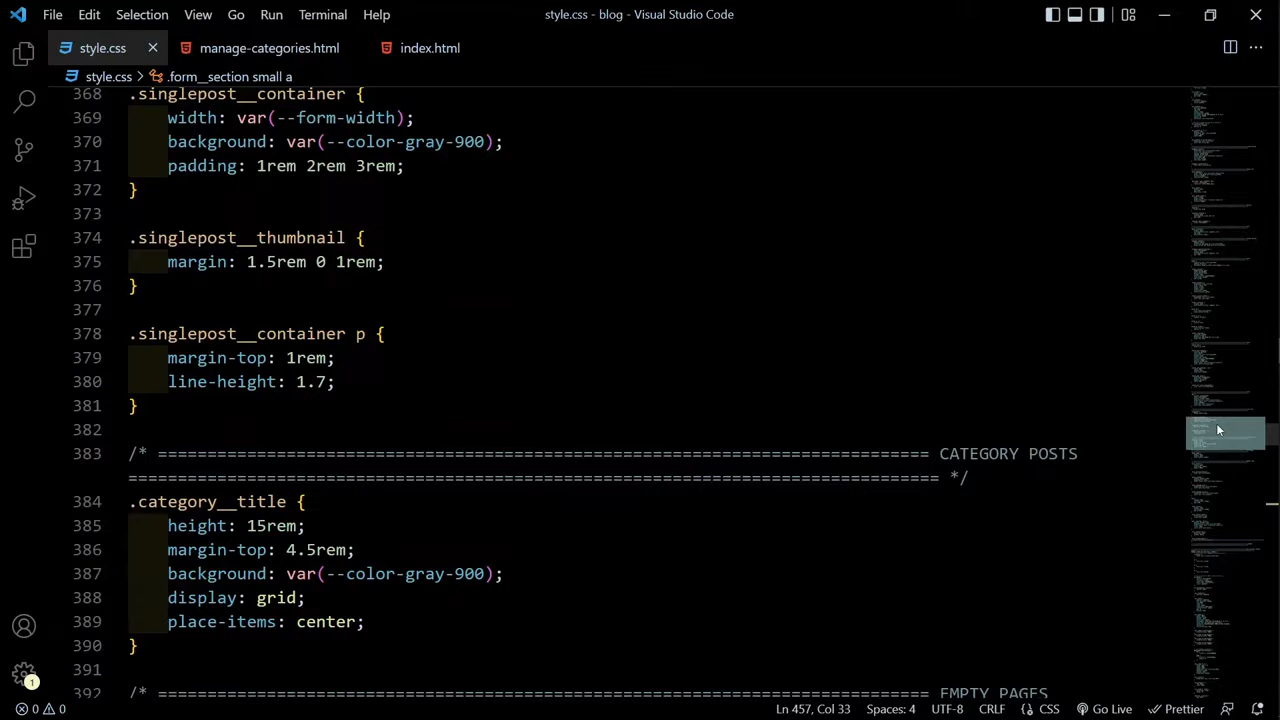 File Edit Selection View Go Run Terminal Help style.css - blog - Visual Studio Code
style.css manage-categories.html index.html
style.css > .form__section small a
368 .singlepost__container {
369 width: var(--form-width);
370 background: var(--color-gray-900);
371 padding: 1rem 2rem 3rem;
372 }
373
374 .singlepost__thumbnail {
375 margin: 1.5rem 0 1rem;
376 }
377
378 .singlepost__container p {
379 margin-top: 1rem;
380 line-height: 1.7;
381 }
382
383 /* ============================================================================== CATEGORY POSTS
================================================================================== */
384 .category__title {
385 height: 15rem;
386 margin-top: 4.5rem;
387 background: var(--color-gray-900);
388 display: grid;
389 place-items: center;
390 }
391
392 /* ============================================================================== EMPTY PAGES
1
0 0 Ln 457, Col 33 Spaces: 4 UTF-8 CRLF {} CSS Go Live Prettier